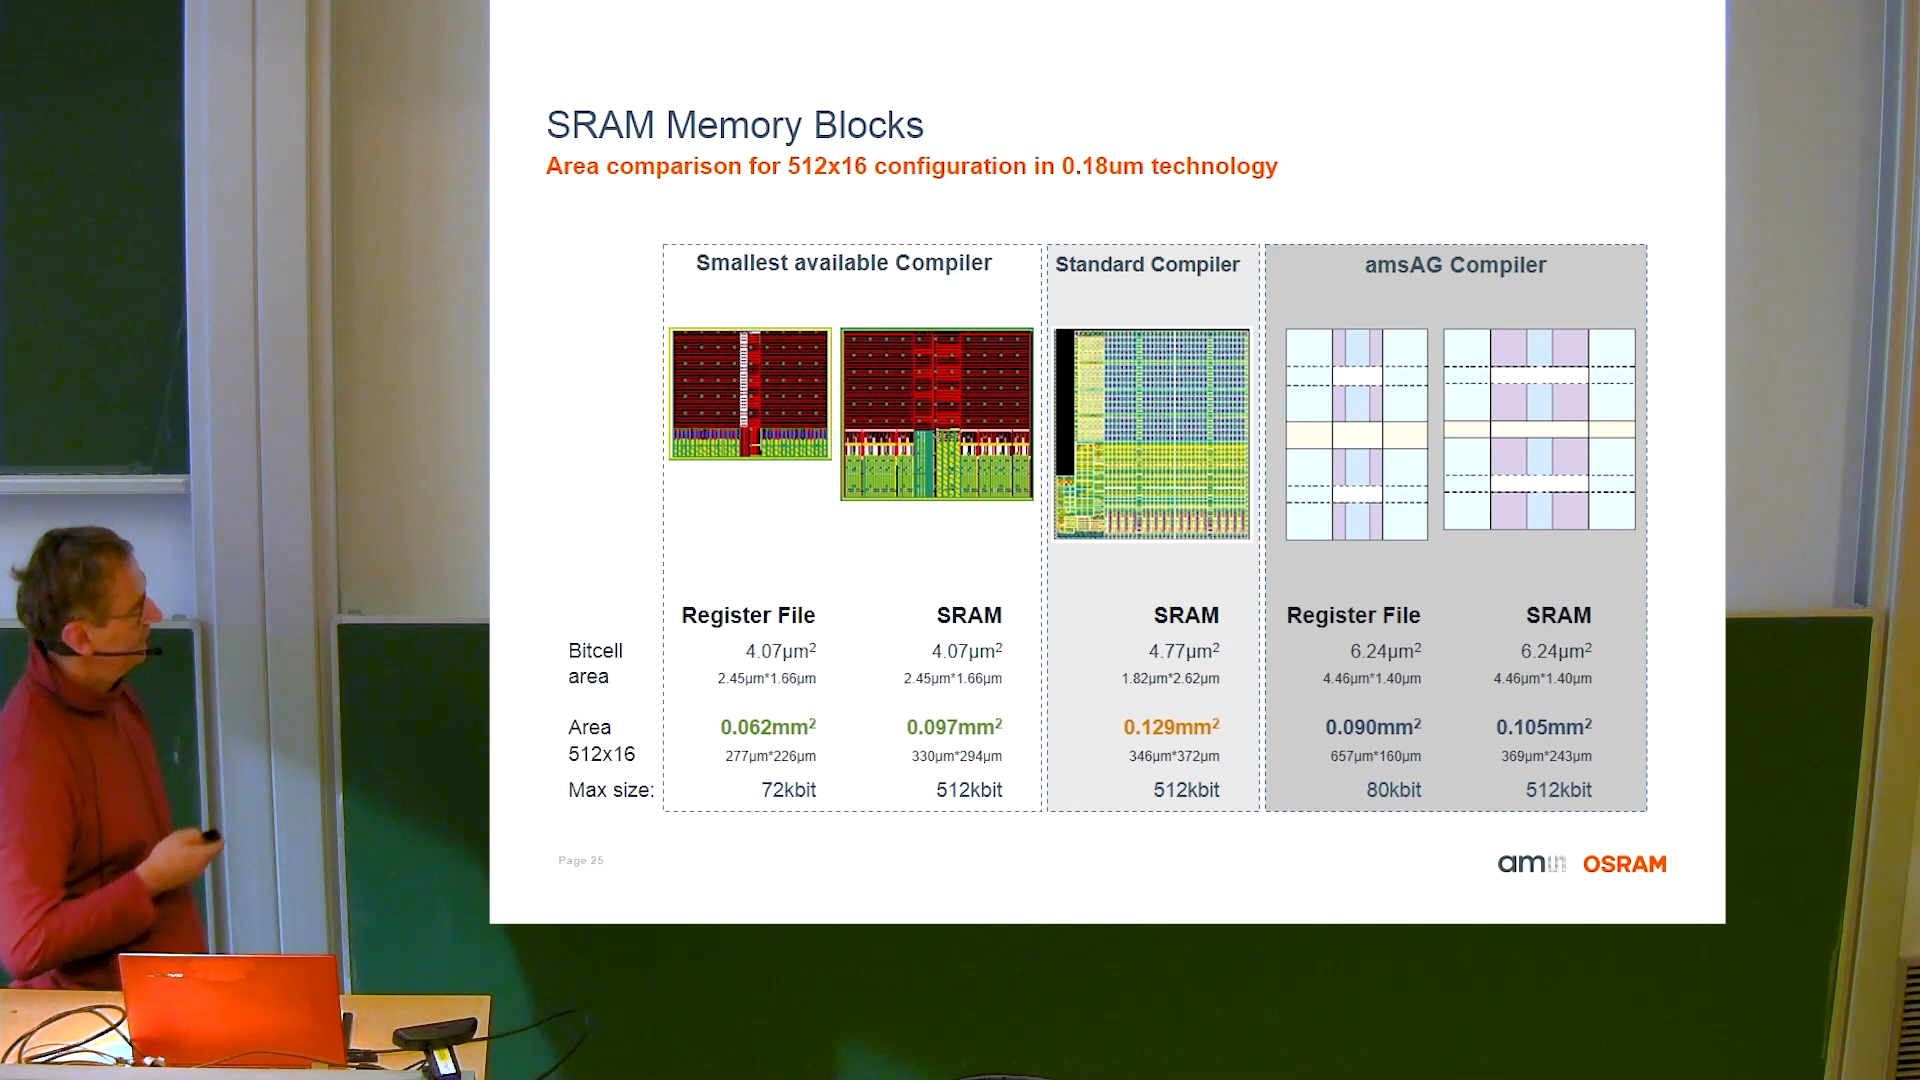 SRAM Memory Blocks
Area comparison for 512x16 configuration in 0.18um technology
Smallest available Compiler
Standard Compiler
amsAG Compiler
Register File SRAM SRAM Register File SRAM
Bitcell area 4.07µm² 4.07µm² 4.77µm² 6.24µm² 6.24µm²
2.45µm*1.66µm 2.45µm*1.66µm 1.82µm*2.62µm 4.46µm*1.40µm 4.46µm*1.40µm
Area 512x16 0.062mm² 0.097mm² 0.129mm² 0.090mm² 0.105mm²
277µm*226µm 330µm*294µm 346µm*372µm 657µm*160µm 369µm*243µm
Max size: 72kbit 512kbit 512kbit 80kbit 512kbit
Page 25
am OSRAM